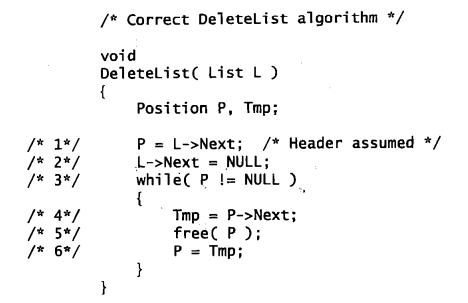 /* Correct DeleteList algorithm */
void
DeleteList( List L )
{
Position P, Tmp;
/* 1*/ P = L->Next; /* Header assumed */
/* 2*/ L->Next = NULL;
/* 3*/ while( P != NULL )
{
/* 4*/ Tmp = P->Next;
/* 5*/ free( P );
/* 6*/ P = Tmp;
}
}